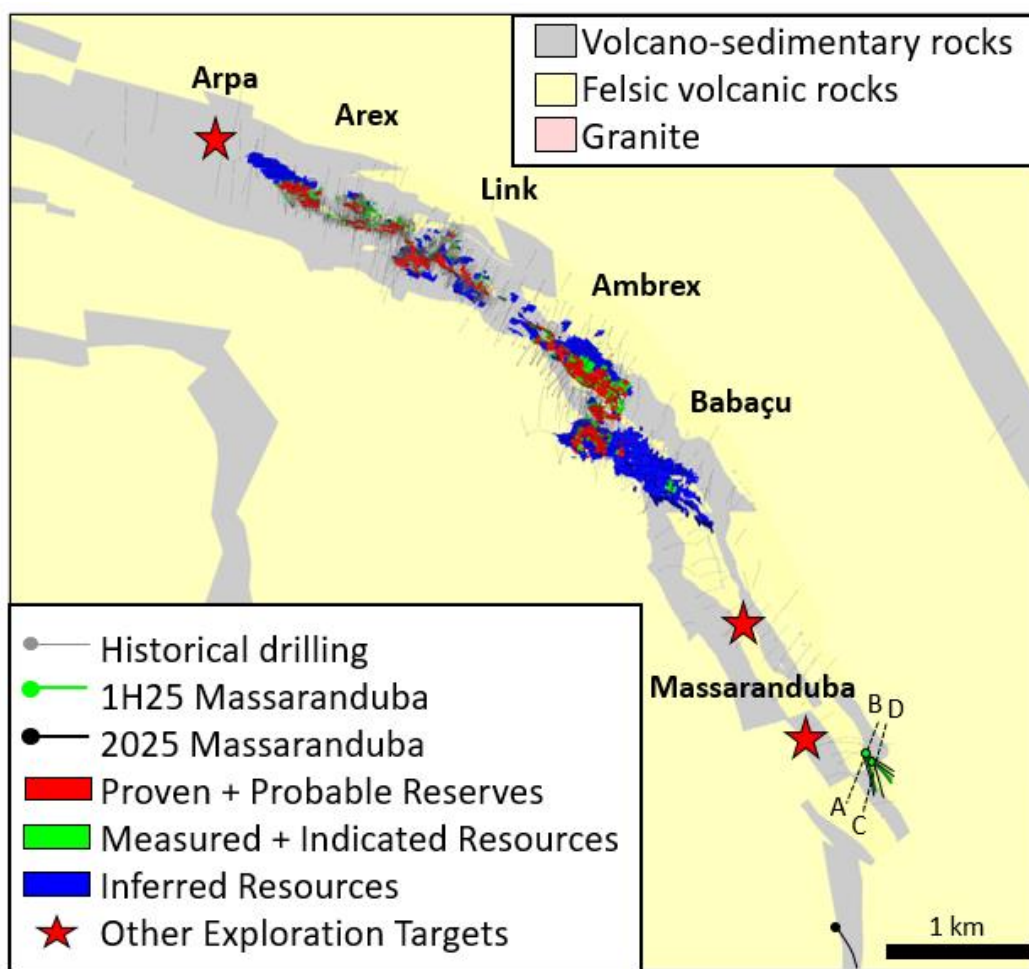 Volcano-sedimentary rocks
Felsic volcanic rocks
Granite
Arpa
Arex
Link
Ambrex
Babaçu
Massaranduba
B D
A
C
Historical drilling
1H25 Massaranduba
2025 Massaranduba
Proven + Probable Reserves
Measured + Indicated Resources
Inferred Resources
Other Exploration Targets
1 km